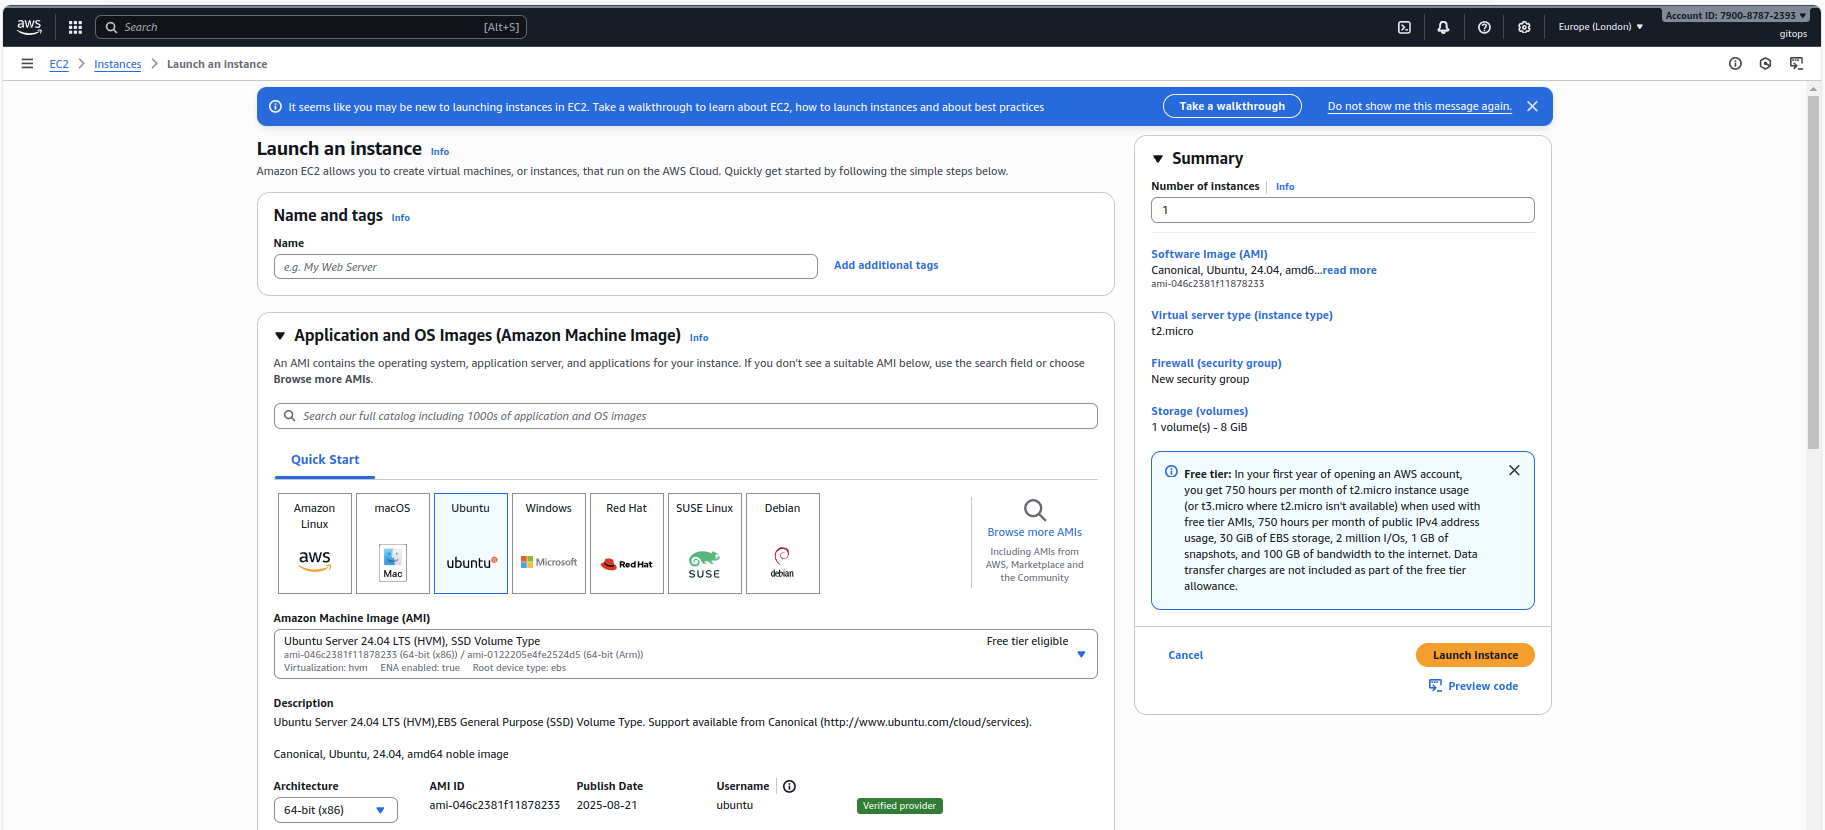 aws
Search [Alt+S]
Europe (London)
Account ID: 7900-8787-2393
gitops
EC2 Instances Launch an instance
It seems like you may be new to launching instances in EC2. Take a walkthrough to learn about EC2, how to launch instances and about best practices
Take a walkthrough
Do not show me this message again.
Launch an instance Info
Amazon EC2 allows you to create virtual machines, or instances, that run on the AWS Cloud. Quickly get started by following the simple steps below.
Name and tags Info
Name
e.g. My Web Server
Add additional tags
Application and OS Images (Amazon Machine Image) Info
An AMI contains the operating system, application server, and applications for your instance. If you don't see a suitable AMI below, use the search field or choose
Browse more AMIs.
Search our full catalog including 1000s of application and OS images
Quick Start
Amazon
Linux
aws
macOS
Mac
Ubuntu
ubuntu
Windows
Microsoft
Red Hat
Red Hat
SUSE Linux
SUSE
Debian
debian
Browse more AMIs
Including AMIs from
AWS, Marketplace and
the Community
Amazon Machine Image (AMI)
Ubuntu Server 24.04 LTS (HVM), SSD Volume Type
Free tier eligible
ami-046c2381f11878233 (64-bit (x86)) / ami-0122205e4fe2524d5 (64-bit (Arm))
Virtualization: hvm ENA enabled: true Root device type: ebs
Description
Ubuntu Server 24.04 LTS (HVM),EBS General Purpose (SSD) Volume Type. Support available from Canonical (http://www.ubuntu.com/cloud/services).
Canonical, Ubuntu, 24.04, amd64 noble image
Architecture
64-bit (x86)
AMI ID
ami-046c2381f11878233
Publish Date
2025-08-21
Username
ubuntu
Verified provider
Summary
Number of instances Info
1
Software Image (AMI)
Canonical, Ubuntu, 24.04, amd6...read more
ami-046c2381f11878233
Virtual server type (instance type)
t2.micro
Firewall (security group)
New security group
Storage (volumes)
1 volume(s) - 8 GiB
Free tier: In your first year of opening an AWS account,
you get 750 hours per month of t2.micro instance usage
(or t3.micro where t2.micro isn't available) when used with
free tier AMIs, 750 hours per month of public IPv4 address
usage, 30 GiB of EBS storage, 2 million I/Os, 1 GB of
snapshots, and 100 GB of bandwidth to the internet. Data
transfer charges are not included as part of the free tier
allowance.
Cancel
Launch instance
Preview code